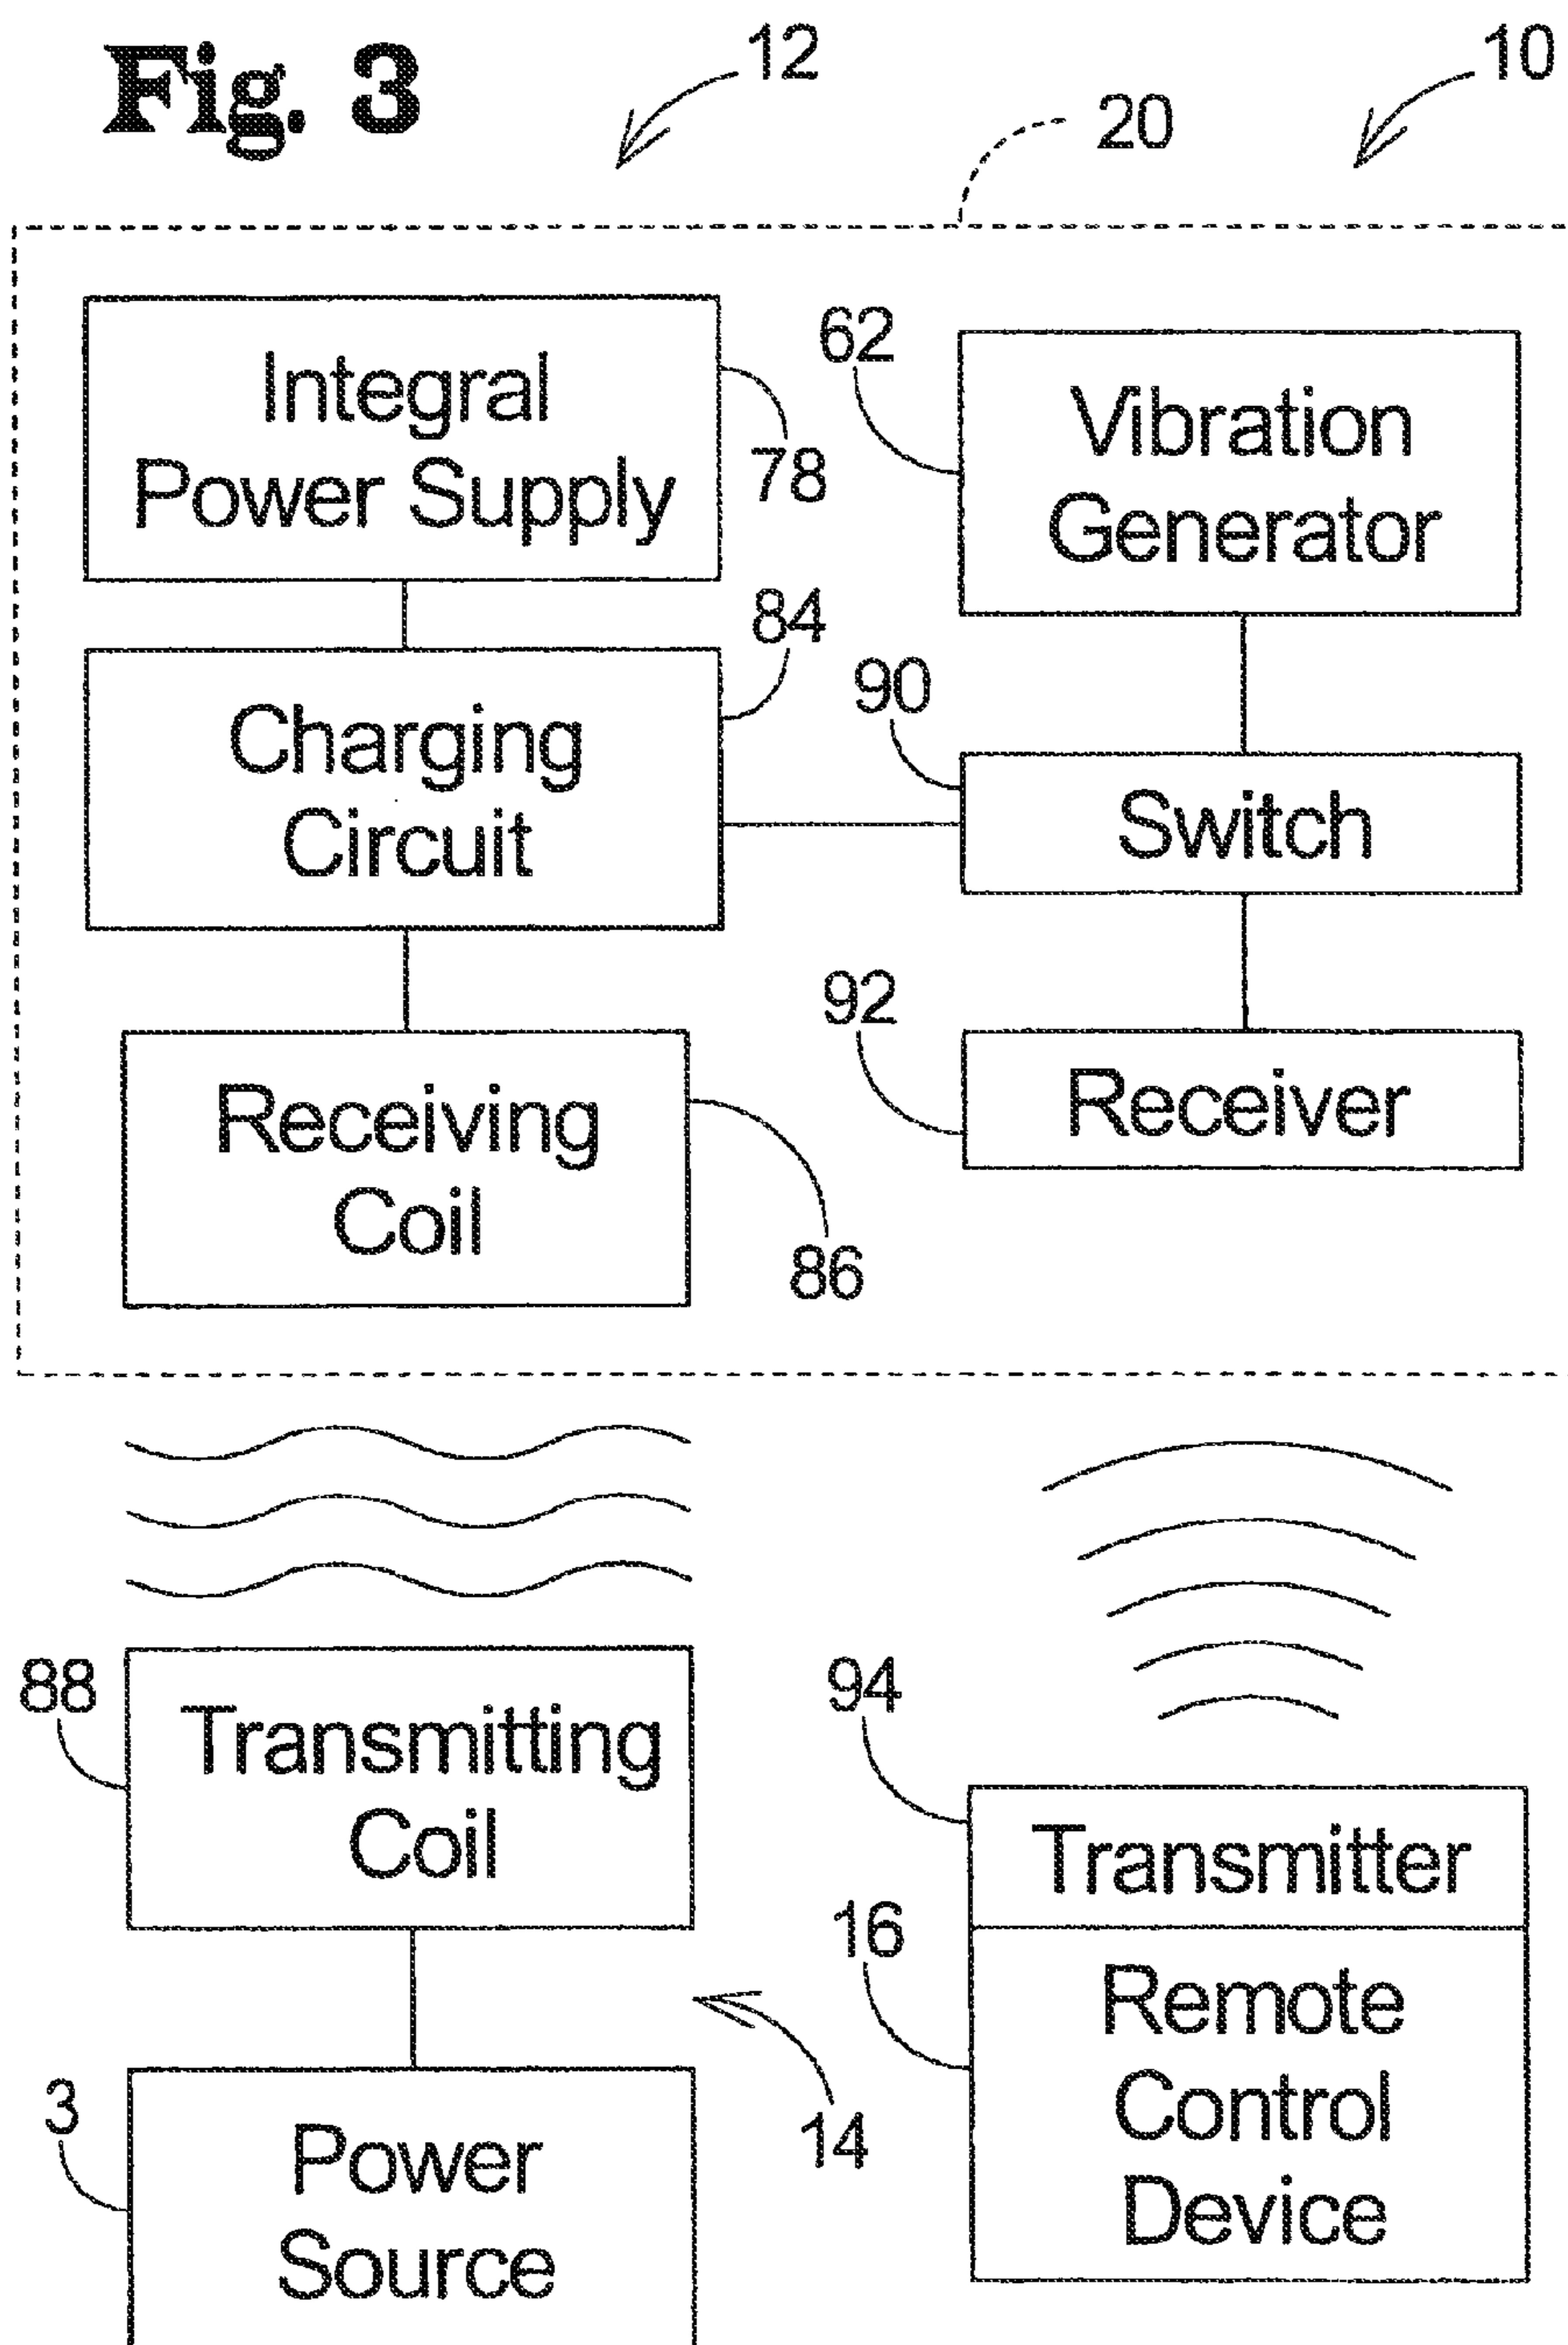 Fig. 3
12
10
20
Integral
Power Supply
78
62
Vibration
Generator
84
Charging
Circuit
90
Switch
92
Receiver
Receiving
Coil
86
88
Transmitting
Coil
94
Transmitter
16
Remote
Control
Device
14
3
Power
Source